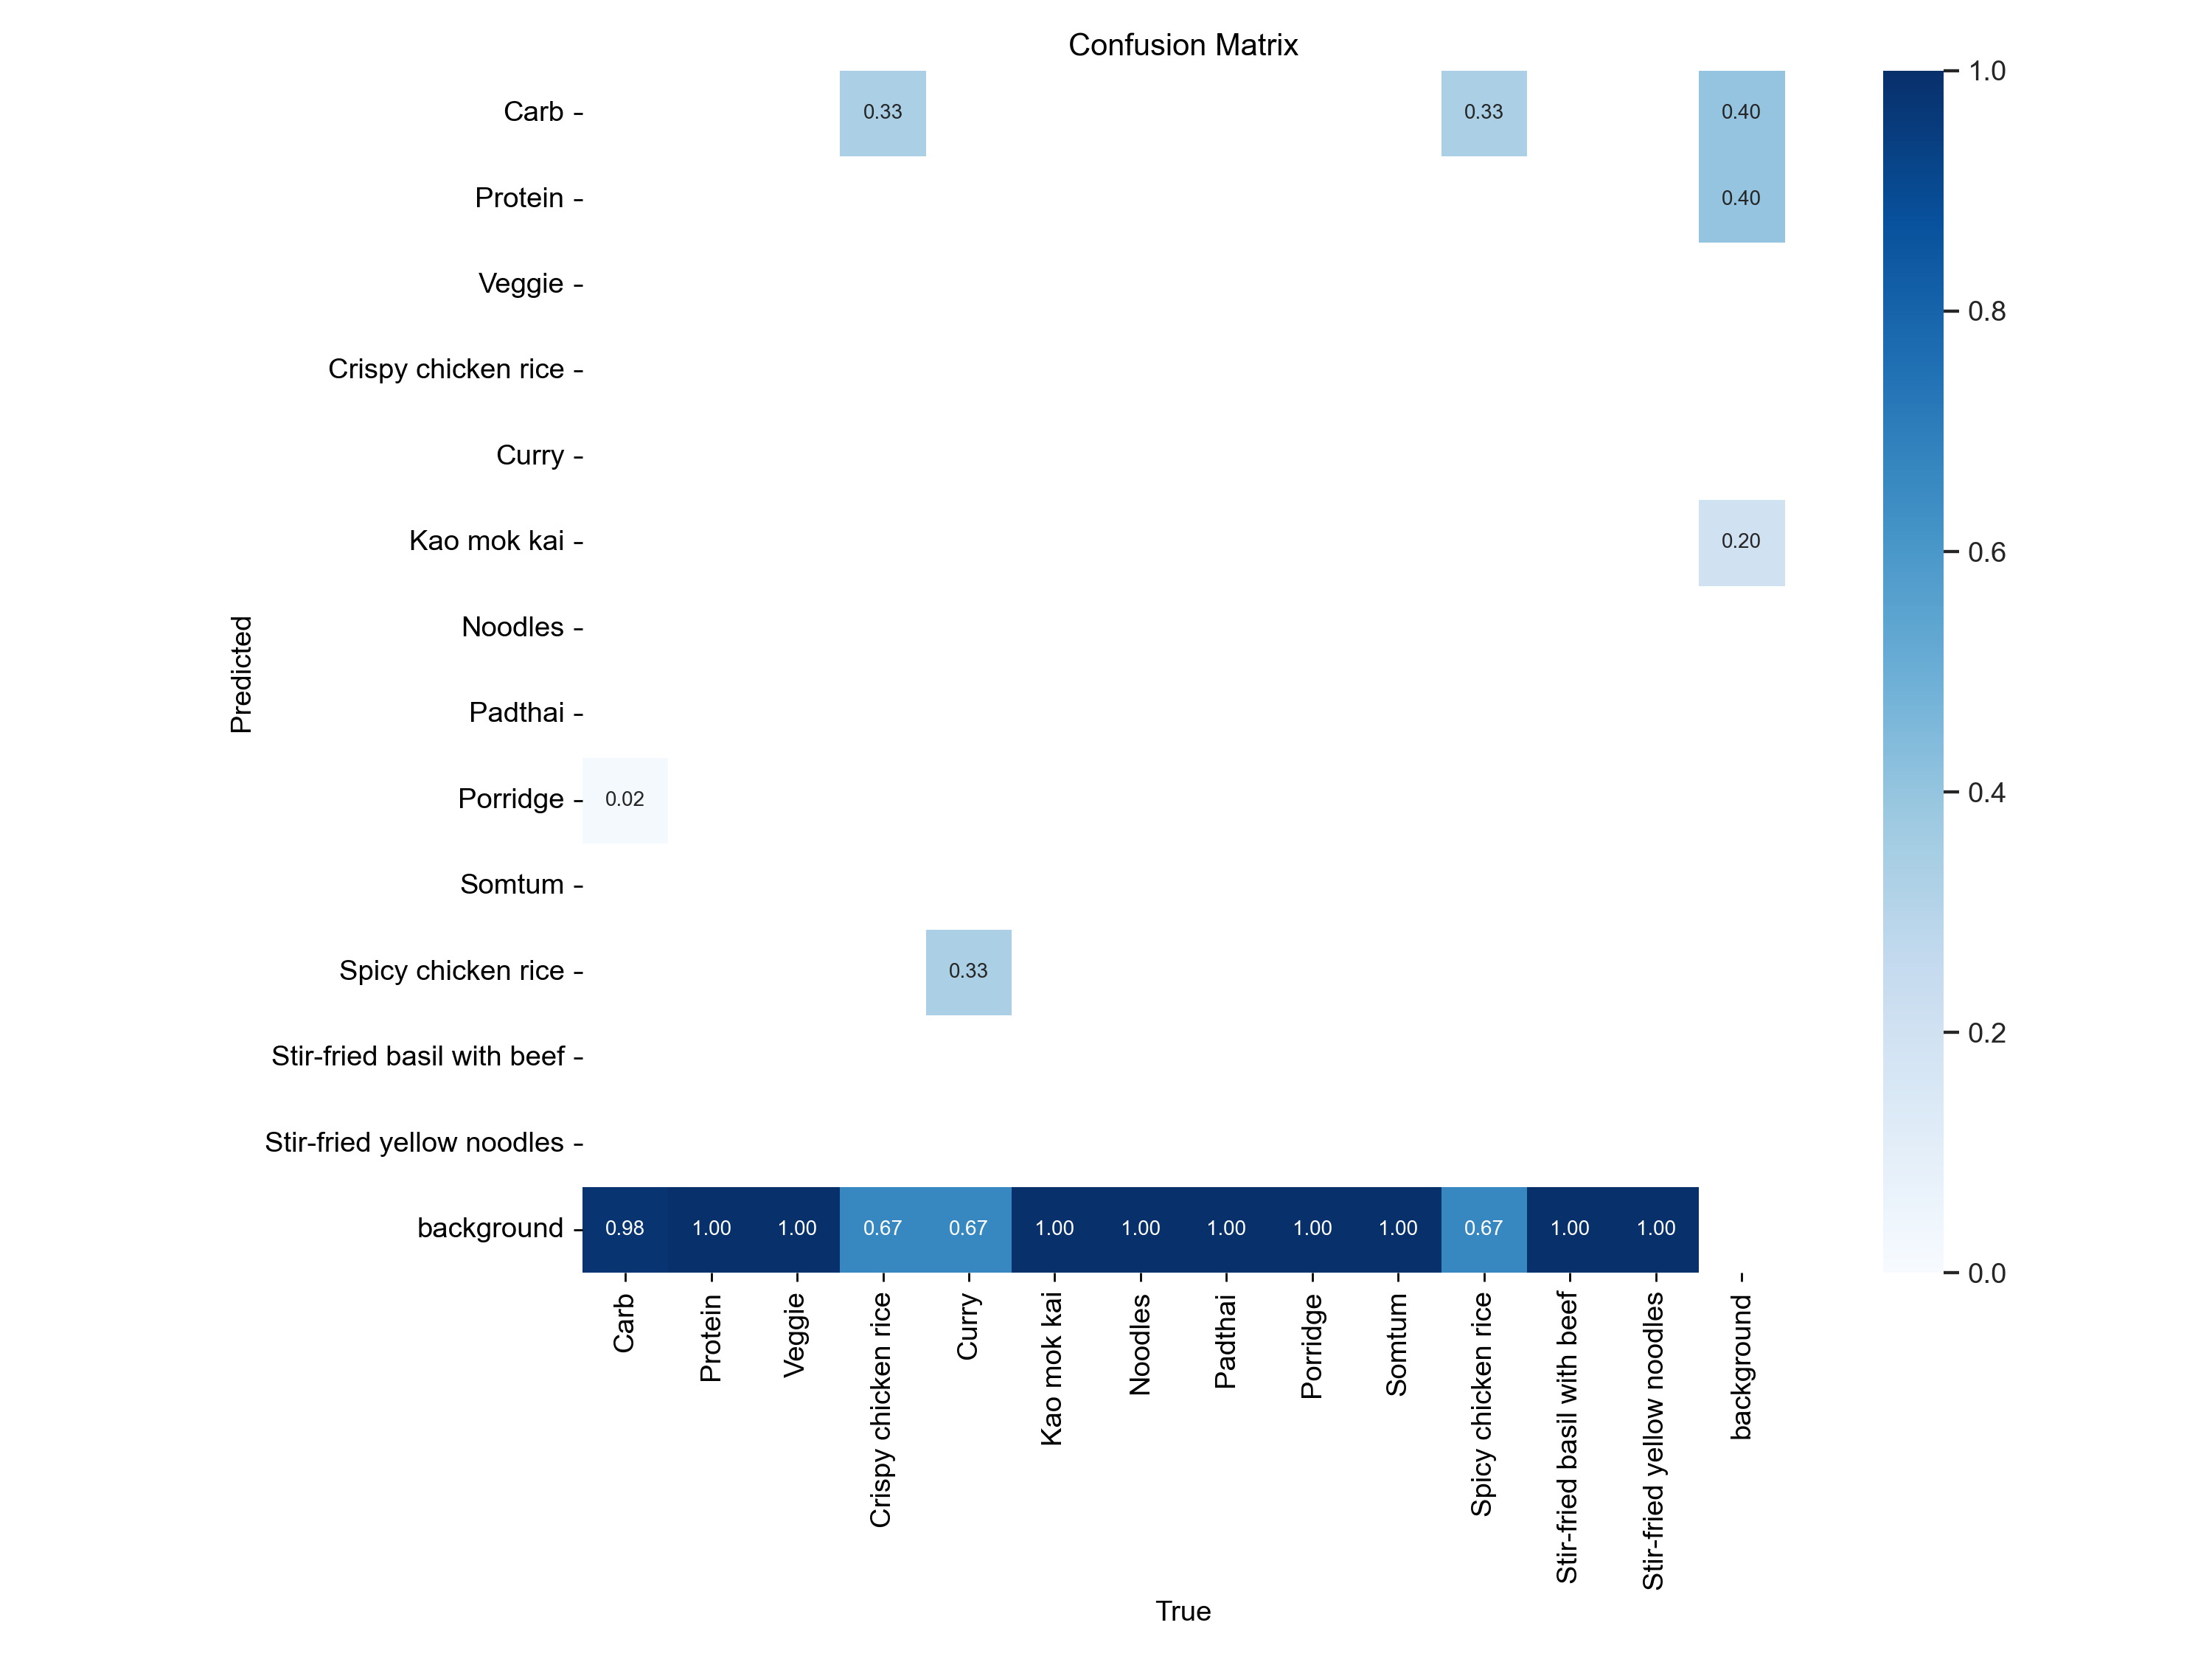 Confusion Matrix
Carb
0.33
0.33
0.40
Protein
0.40
Veggie
Crispy chicken rice
Curry
Kao mok kai
0.20
Noodles
Padthai
Porridge
0.02
Somtum
Spicy chicken rice
0.33
Stir-fried basil with beef
Stir-fried yellow noodles
background
0.98
1.00
1.00
0.67
0.67
1.00
1.00
1.00
1.00
1.00
0.67
1.00
1.00
Predicted
Carb
Protein
Veggie
Crispy chicken rice
Curry
Kao mok kai
Noodles
Padthai
Porridge
Somtum
Spicy chicken rice
Stir-fried basil with beef
Stir-fried yellow noodles
background
True
1.0
0.8
0.6
0.4
0.2
0.0